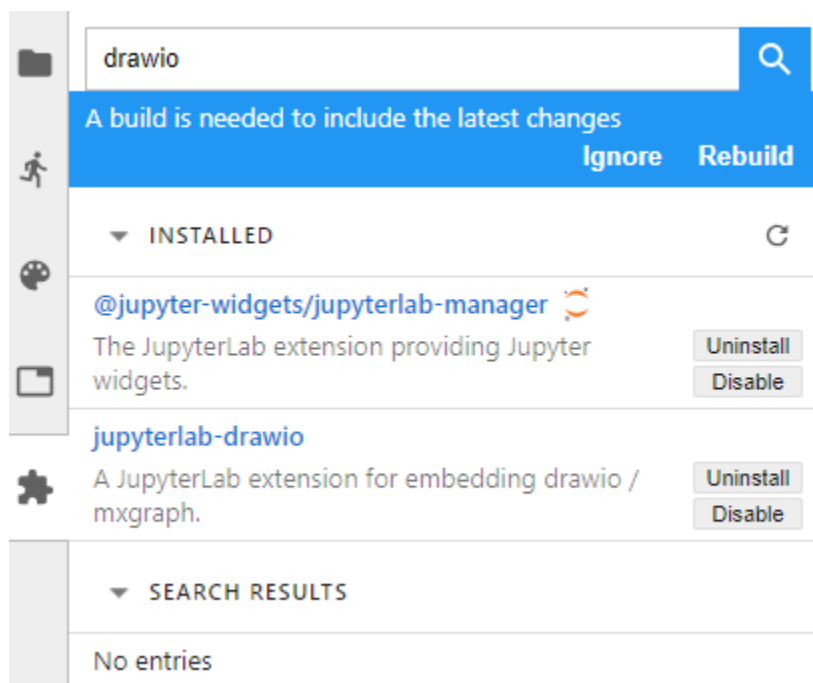 drawio
A build is needed to include the latest changes
Ignore Rebuild
INSTALLED
@jupyter-widgets/jupyterlab-manager
The JupyterLab extension providing Jupyter
widgets.
Uninstall
Disable
jupyterlab-drawio
A JupyterLab extension for embedding drawio /
mxgraph.
Uninstall
Disable
SEARCH RESULTS
No entries